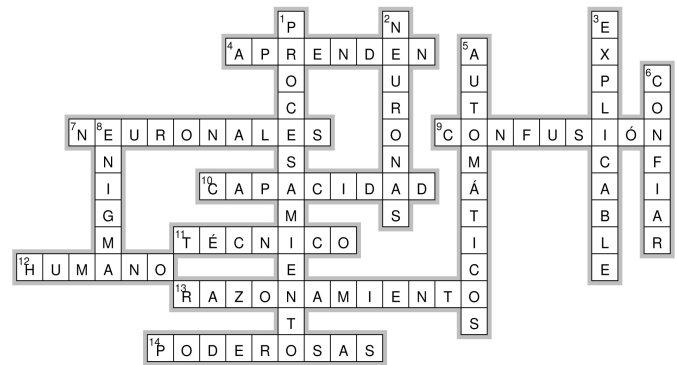 1 PROCESAMIENTO
2 NEURONAS
3 EXPLICABLE
4 APRENDEN
5 AUTOMÁTICOS
6 CONFIAR
7 NEURONALES
8 ENIGMA
9 CONFUSIÓN
10 CAPACIDAD
11 TÉCNICO
12 HUMANO
13 RAZONAMIENTO
14 PODEROSAS